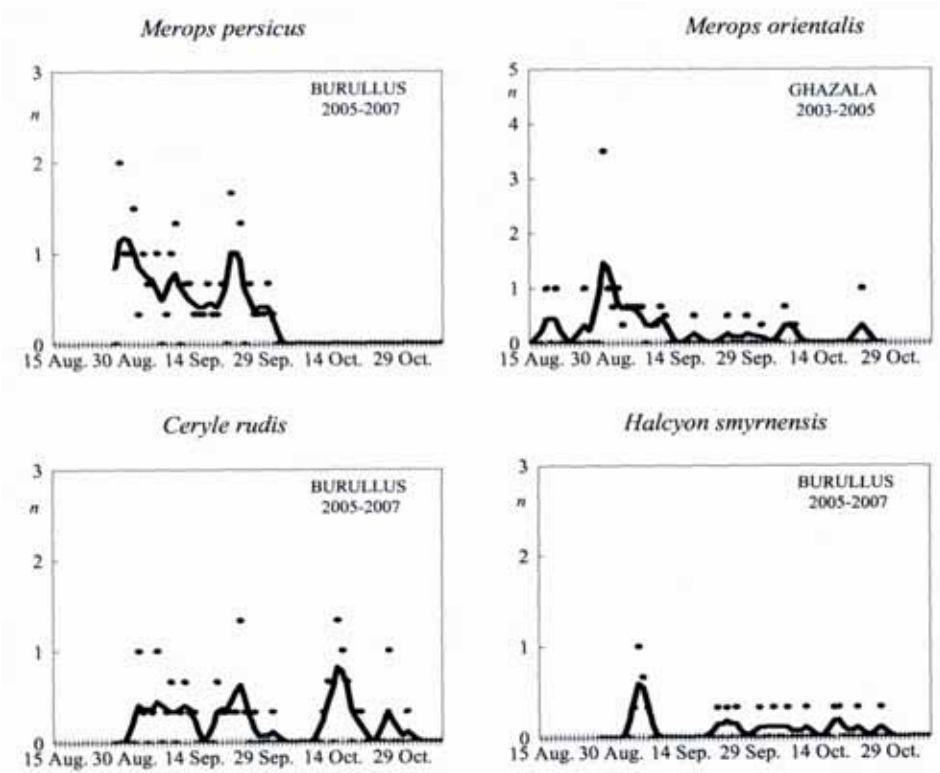 Merops persicus
3
n
2
1
0
BURULLUS
2005-2007
15 Aug. 30 Aug. 14 Sep. 29 Sep. 14 Oct. 29 Oct.
Merops orientalis
5
n
4
3
2
1
0
GHAZALA
2003-2005
15 Aug. 30 Aug. 14 Sep. 29 Sep. 14 Oct. 29 Oct.
Ceryle rudis
3
n
2
1
0
BURULLUS
2005-2007
15 Aug. 30 Aug. 14 Sep. 29 Sep. 14 Oct. 29 Oct.
Halcyon smyrnensis
3
n
2
1
0
BURULLUS
2005-2007
15 Aug. 30 Aug. 14 Sep. 29 Sep. 14 Oct. 29 Oct.